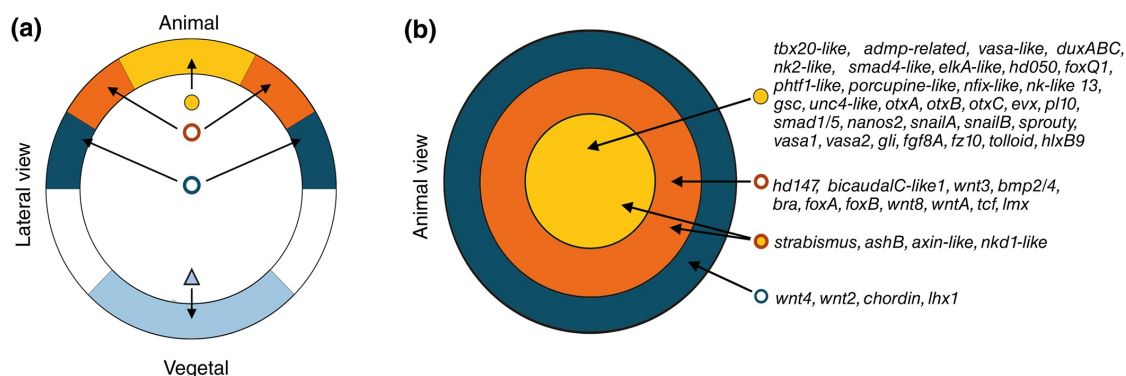 (a)
Animal
Lateral view
Vegetal
(b)
Animal view
tbx20-like, admp-related, vasa-like, duxABC,
nk2-like, smad4-like, elkA-like, hd050, foxQ1,
phtf1-like, porcupine-like, nfix-like, nk-like 13,
gsc, unc4-like, otxA, otxB, otxC, evx, pl10,
smad1/5, nanos2, snailA, snailB, sprouty,
vasa1, vasa2, gli, fgf8A, fz10, tolloid, hlxB9
hd147, bicaudalC-like1, wnt3, bmp2/4,
bra, foxA, foxB, wnt8, wntA, tcf, lmx
strabismus, ashB, axin-like, nkd1-like
wnt4, wnt2, chordin, lhx1